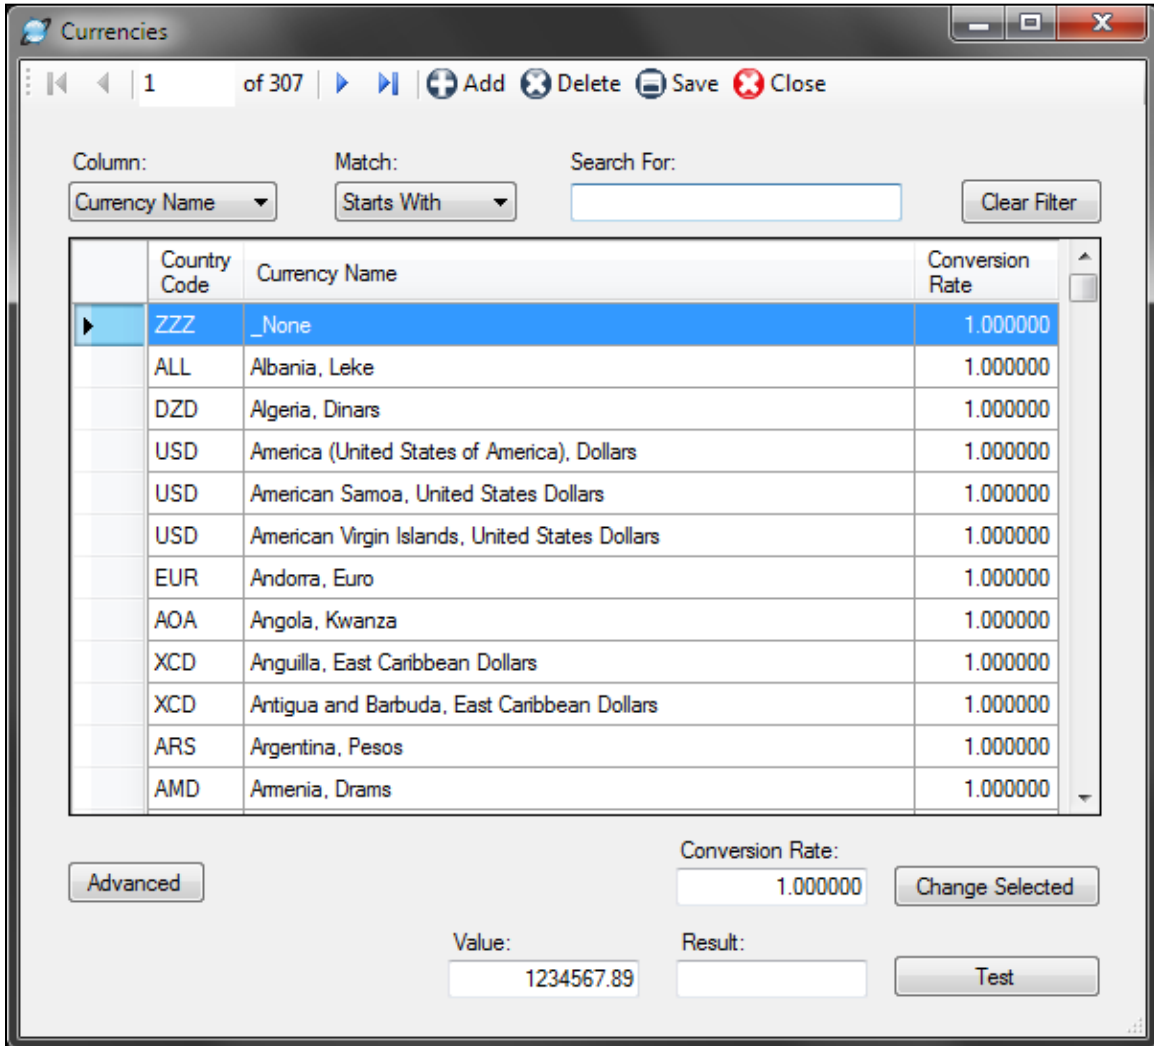 Currencies
1 of 307 Add Delete Save Close
Column: Match: Search For:
Currency Name Starts With Clear Filter
Country Code Currency Name Conversion Rate
ZZZ _None 1.000000
ALL Albania, Leke 1.000000
DZD Algeria, Dinars 1.000000
USD America (United States of America), Dollars 1.000000
USD American Samoa, United States Dollars 1.000000
USD American Virgin Islands, United States Dollars 1.000000
EUR Andorra, Euro 1.000000
AOA Angola, Kwanza 1.000000
XCD Anguilla, East Caribbean Dollars 1.000000
XCD Antigua and Barbuda, East Caribbean Dollars 1.000000
ARS Argentina, Pesos 1.000000
AMD Armenia, Drams 1.000000
Conversion Rate:
Advanced 1.000000 Change Selected
Value: Result:
1234567.89 Test